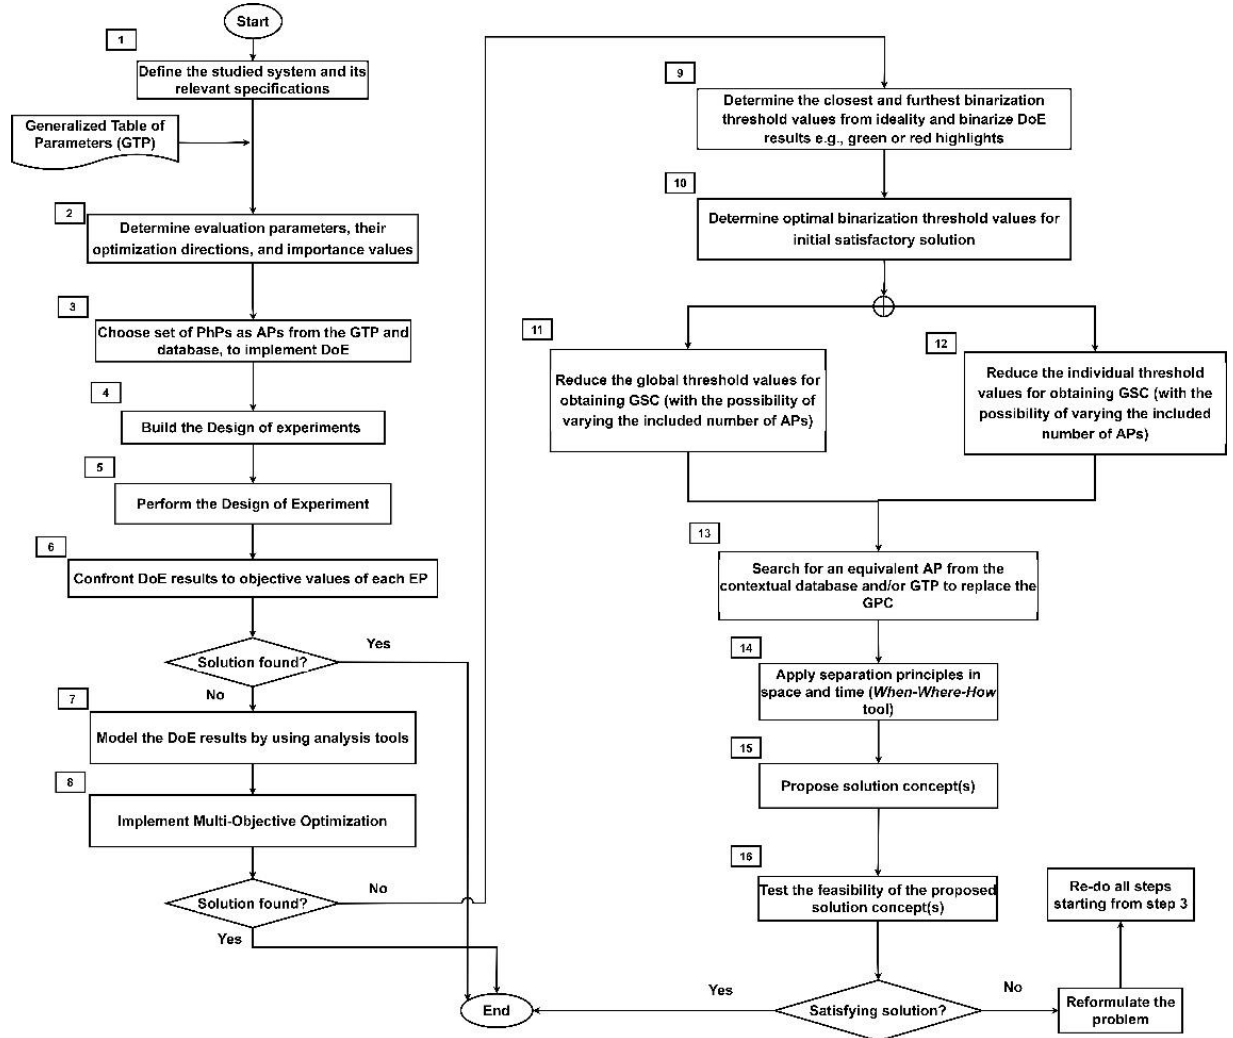 Start
1
Define the studied system and its
relevant specifications
Generalized Table of
Parameters (GTP)
2
Determine evaluation parameters, their
optimization directions, and importance values
3
Choose set of PhPs as APs from the GTP and
database, to implement DoE
4
Build the Design of experiments
5
Perform the Design of Experiment
6
Confront DoE results to objective values of each EP
Solution found?
Yes
No
7
Model the DoE results by using analysis tools
8
Implement Multi-Objective Optimization
Solution found?
No
Yes
End
9
Determine the closest and furthest binarization
threshold values from ideality and binarize DoE
results e.g., green or red highlights
10
Determine optimal binarization threshold values for
initial satisfactory solution
11
Reduce the global threshold values for
obtaining GSC (with the possibility of
varying the included number of APs)
12
Reduce the individual threshold
values for obtaining GSC (with the
possibility of varying the included
number of APs)
13
Search for an equivalent AP from the
contextual database and/or GTP to replace the
GPC
14
Apply separation principles in
space and time (When-Where-How
tool)
15
Propose solution concept(s)
16
Test the feasibility of the proposed
solution concept(s)
Satisfying solution?
Yes
No
Reformulate the
problem
Re-do all steps
starting from step 3